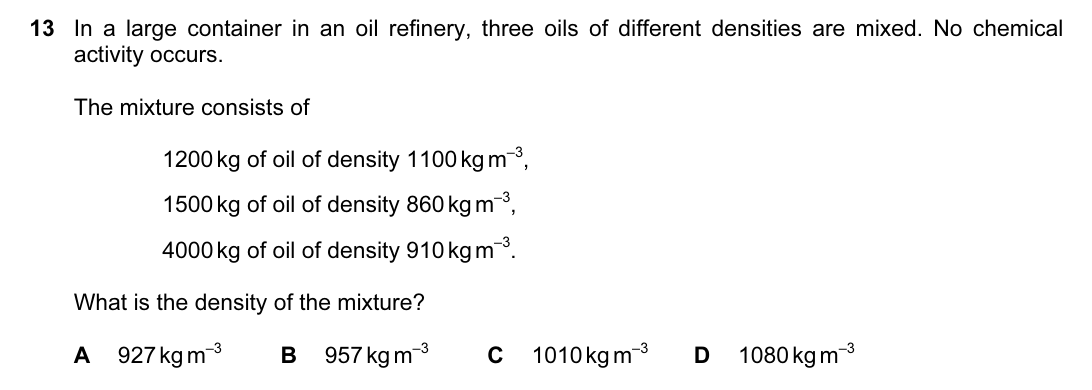 13 In a large container in an oil refinery, three oils of different densities are mixed. No chemical
activity occurs.
The mixture consists of
1200 kg of oil of density 1100 kg m⁻³,
1500 kg of oil of density 860 kg m⁻³,
4000 kg of oil of density 910 kg m⁻³.
What is the density of the mixture?
A 927 kg m⁻³ B 957 kg m⁻³ C 1010 kg m⁻³ D 1080 kg m⁻³